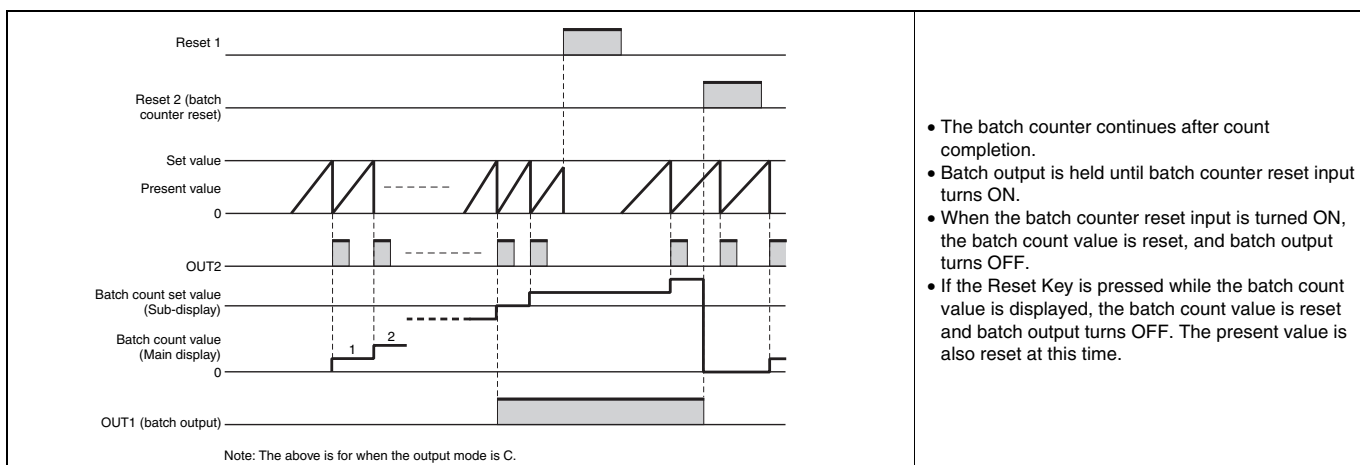 Reset 1
Reset 2 (batch
counter reset)
Set value
Present value
0
OUT2
Batch count set value
(Sub-display)
Batch count value
(Main display)
1
2
0
OUT1 (batch output)
Note: The above is for when the output mode is C.
• The batch counter continues after count
completion.
• Batch output is held until batch counter reset input
turns ON.
• When the batch counter reset input is turned ON,
the batch count value is reset, and batch output
turns OFF.
• If the Reset Key is pressed while the batch count
value is displayed, the batch count value is reset
and batch output turns OFF. The present value is
also reset at this time.